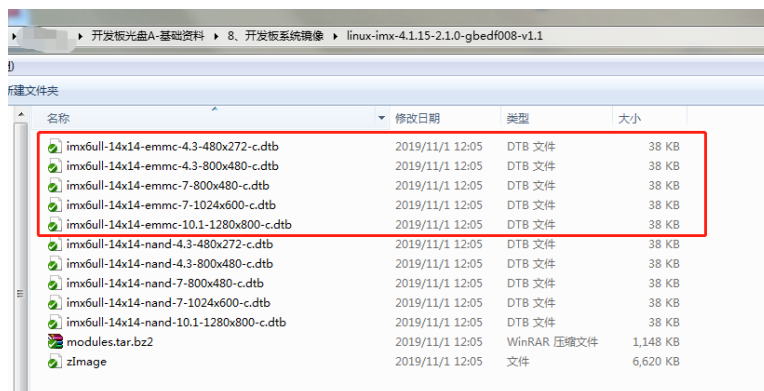 开发板光盘A-基础资料 8、开发板系统镜像 linux-imx-4.1.15-2.1.0-gbedf008-v1.1
新建文件夹
名称 修改日期 类型 大小
imx6ull-14x14-emmc-4.3-480x272-c.dtb 2019/11/1 12:05 DTB 文件 38 KB
imx6ull-14x14-emmc-4.3-800x480-c.dtb 2019/11/1 12:05 DTB 文件 38 KB
imx6ull-14x14-emmc-7-800x480-c.dtb 2019/11/1 12:05 DTB 文件 38 KB
imx6ull-14x14-emmc-7-1024x600-c.dtb 2019/11/1 12:05 DTB 文件 38 KB
imx6ull-14x14-emmc-10.1-1280x800-c.dtb 2019/11/1 12:05 DTB 文件 38 KB
imx6ull-14x14-nand-4.3-480x272-c.dtb 2019/11/1 12:05 DTB 文件 38 KB
imx6ull-14x14-nand-4.3-800x480-c.dtb 2019/11/1 12:05 DTB 文件 38 KB
imx6ull-14x14-nand-7-800x480-c.dtb 2019/11/1 12:05 DTB 文件 38 KB
imx6ull-14x14-nand-7-1024x600-c.dtb 2019/11/1 12:05 DTB 文件 38 KB
imx6ull-14x14-nand-10.1-1280x800-c.dtb 2019/11/1 12:05 DTB 文件 38 KB
modules.tar.bz2 2019/11/1 12:05 WinRAR 压缩文件 1,148 KB
zImage 2019/11/1 12:05 文件 6,620 KB